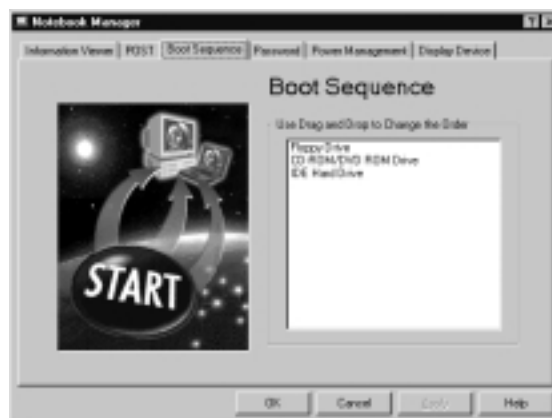 Notebook Manager
Information Viewer | POST | Boot Sequence | Password | Power Management | Display Device
Boot Sequence
Use Drag and Drop to Change the Order
Floppy Drive
CD-ROM/DVD ROM Drive
IDE Hard Drive
START
OK Cancel Apply Help